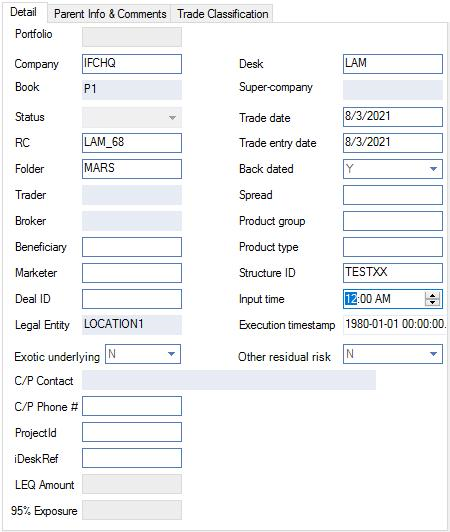 Detail Parent Info & Comments Trade Classification
Portfolio
Company IFCHQ Desk LAM
Book P1 Super-company
Status Trade date 8/3/2021
RC LAM_68 Trade entry date 8/3/2021
Folder MARS Back dated Y
Trader Spread
Broker Product group
Beneficiary Product type
Marketer Structure ID TESTXX
Deal ID Input time 12:00 AM
Legal Entity LOCATION1 Execution timestamp 1980-01-01 00:00:00.
Exotic underlying N Other residual risk N
C/P Contact
C/P Phone #
ProjectId
iDeskRef
LEQ Amount
95% Exposure